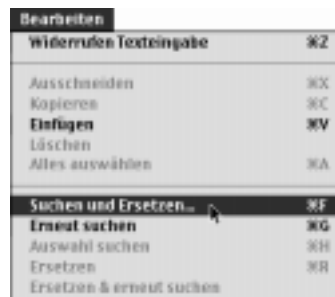 Bearbeiten
Widerrufen Texteingabe ⌘Z
Ausschneiden ⌘X
Kopieren ⌘C
Einfügen ⌘V
Löschen
Alles auswählen ⌘A
Suchen und Ersetzen... ⌘F
Erneut suchen ⌘G
Auswahl suchen ⌘H
Ersetzen ⌘R
Ersetzen & erneut suchen